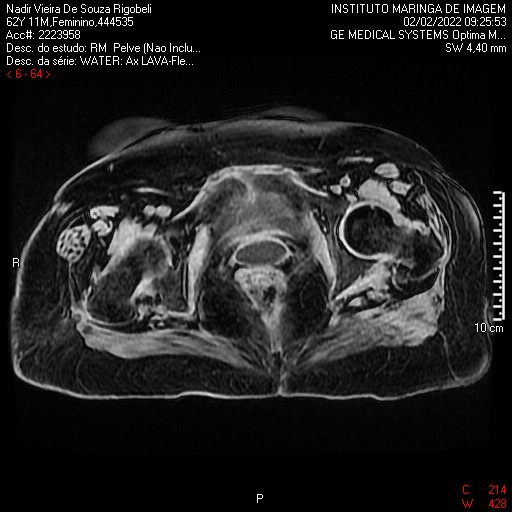 Nadir Vieira De Souza Rigobeli
62Y 11M,Feminino,444535
Acc#: 2223958
Desc. do estudo: RM Pelve (Nao Inclu...
Desc. da série: WATER: Ax LAVA-Fle...
< 6 - 64 >
INSTITUTO MARINGA DE IMAGEM
02/02/2022 09:25:53
GE MEDICAL SYSTEMS Optima M...
SW 4,40 mm
R
10 cm
P
C 214
W 428